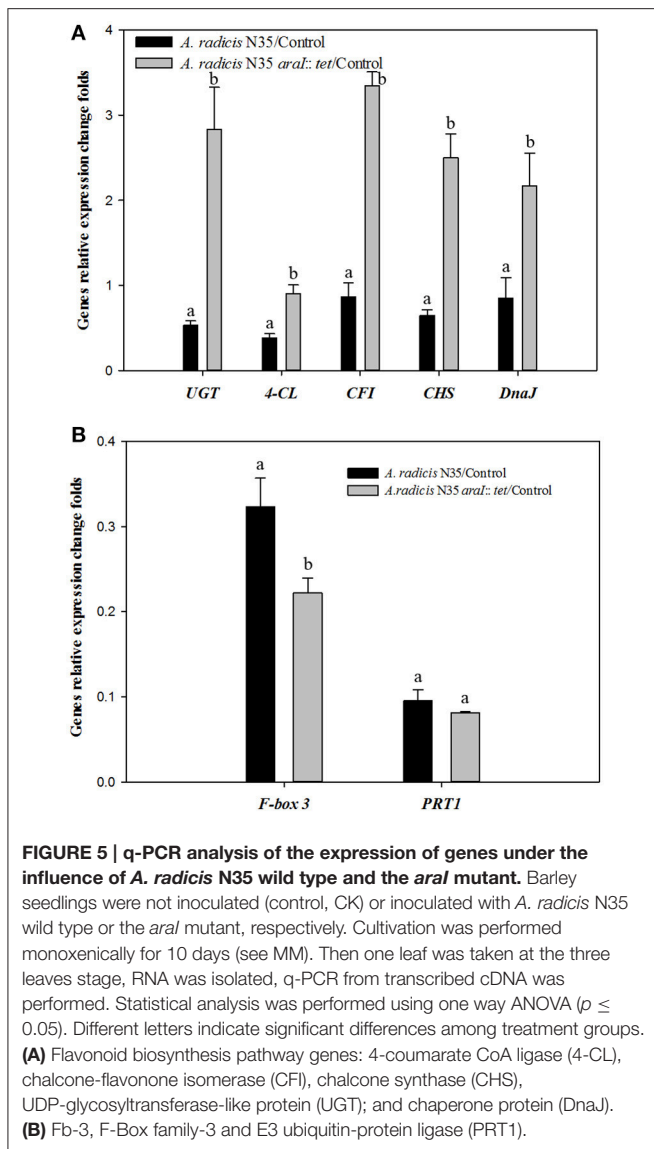 A
4
A. radicis N35/Control
A. radicis N35 araI:: tet/Control
b
b
3
b
b
2
b
1
a
a
a
a
a
0
Genes relative expression change folds
UGT 4-CL CFI CHS DnaJ
B
0.4
a
A. radicis N35/Control
A.radicis N35 araI:: tet/Control
0.3
b
0.2
a
a
0.1
0.0
Genes relative expression change folds
F-box 3 PRT1
FIGURE 5 | q-PCR analysis of the expression of genes under the
influence of A. radicis N35 wild type and the araI mutant. Barley
seedlings were not inoculated (control, CK) or inoculated with A. radicis N35
wild type or the araI mutant, respectively. Cultivation was performed
monoxenically for 10 days (see MM). Then one leaf was taken at the three
leaves stage, RNA was isolated, q-PCR from transcribed cDNA was
performed. Statistical analysis was performed using one way ANOVA (p ≤
0.05). Different letters indicate significant differences among treatment groups.
(A) Flavonoid biosynthesis pathway genes: 4-coumarate CoA ligase (4-CL),
chalcone-flavonone isomerase (CFI), chalcone synthase (CHS),
UDP-glycosyltransferase-like protein (UGT); and chaperone protein (DnaJ).
(B) Fb-3, F-Box family-3 and E3 ubiquitin-protein ligase (PRT1).